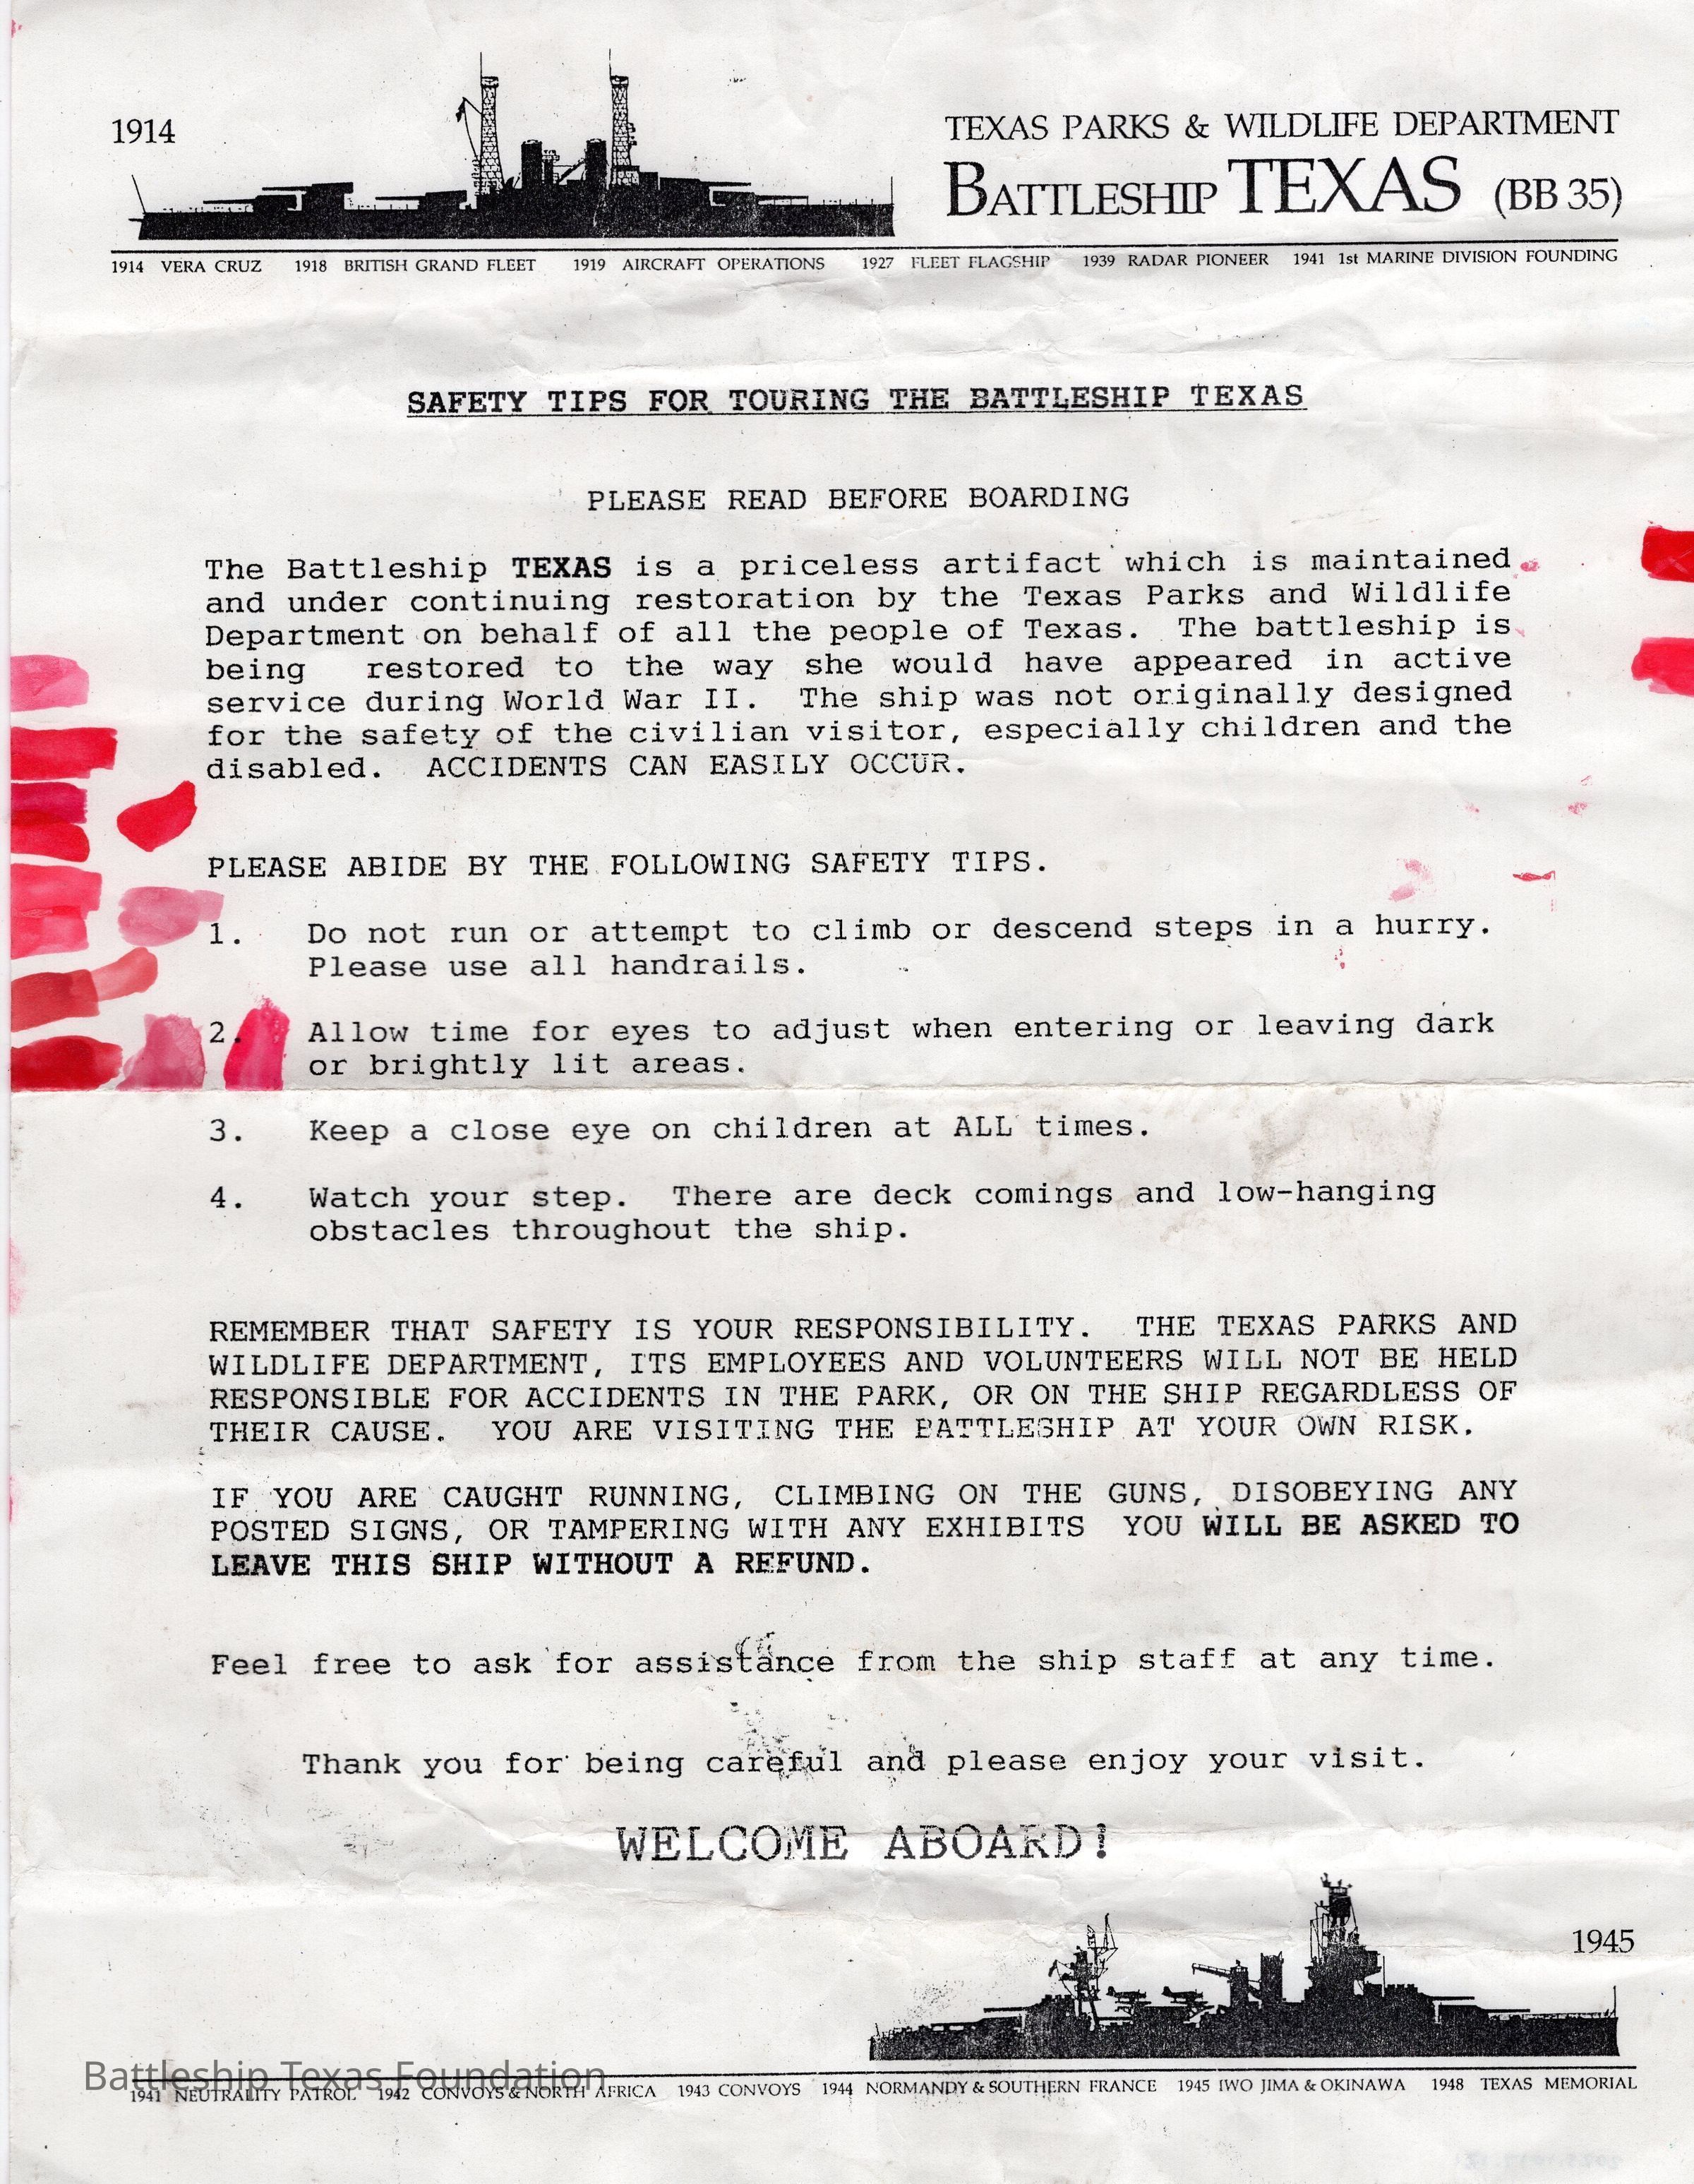 1914
TEXAS PARKS & WILDLIFE DEPARTMENT
BATTLESHIP TEXAS (BB 35)
1914 VERA CRUZ 1918 BRITISH GRAND FLEET 1919 AIRCRAFT OPERATIONS 1927 FLEET FLAGSHIP 1939 RADAR PIONEER 1941 1st MARINE DIVISION FOUNDING
SAFETY TIPS FOR TOURING THE BATTLESHIP TEXAS
PLEASE READ BEFORE BOARDING
The Battleship TEXAS is a priceless artifact which is maintained
and under continuing restoration by the Texas Parks and Wildlife
Department on behalf of all the people of Texas. The battleship is
being restored to the way she would have appeared in active
service during World War II. The ship was not originally designed
for the safety of the civilian visitor, especially children and the
disabled. ACCIDENTS CAN EASILY OCCUR.
PLEASE ABIDE BY THE FOLLOWING SAFETY TIPS.
1. Do not run or attempt to climb or descend steps in a hurry.
Please use all handrails.
2. Allow time for eyes to adjust when entering or leaving dark
or brightly lit areas.
3. Keep a close eye on children at ALL times.
4. Watch your step. There are deck comings and low-hanging
obstacles throughout the ship.
REMEMBER THAT SAFETY IS YOUR RESPONSIBILITY. THE TEXAS PARKS AND
WILDLIFE DEPARTMENT, ITS EMPLOYEES AND VOLUNTEERS WILL NOT BE HELD
RESPONSIBLE FOR ACCIDENTS IN THE PARK, OR ON THE SHIP REGARDLESS OF
THEIR CAUSE. YOU ARE VISITING THE BATTLESHIP AT YOUR OWN RISK.
IF YOU ARE CAUGHT RUNNING, CLIMBING ON THE GUNS, DISOBEYING ANY
POSTED SIGNS, OR TAMPERING WITH ANY EXHIBITS YOU WILL BE ASKED TO
LEAVE THIS SHIP WITHOUT A REFUND.
Feel free to ask for assistance from the ship staff at any time.
Thank you for being careful and please enjoy your visit.
WELCOME ABOARD!
1945
Battleship Texas Foundation
1941 NEUTRALITY PATROL 1942 CONVOYS & NORTH AFRICA 1943 CONVOYS 1944 NORMANDY & SOUTHERN FRANCE 1945 IWO JIMA & OKINAWA 1948 TEXAS MEMORIAL